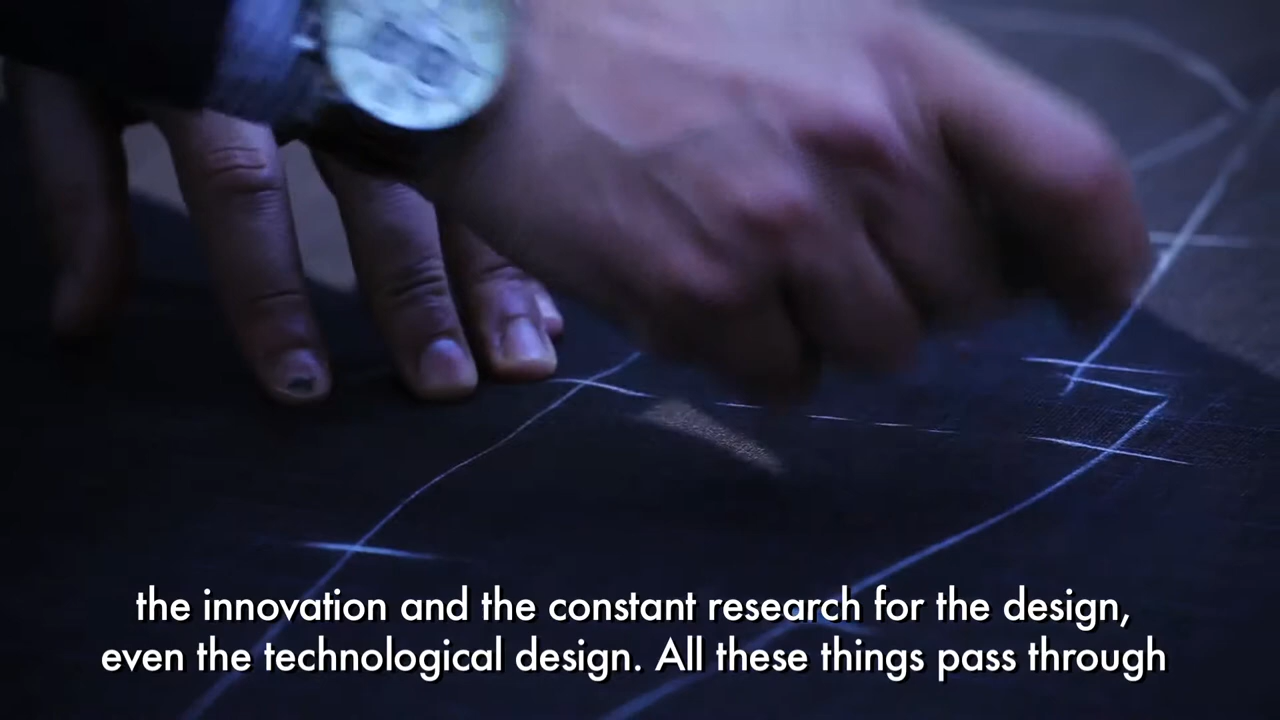 the innovation and the constant research for the design,
even the technological design. All these things pass through